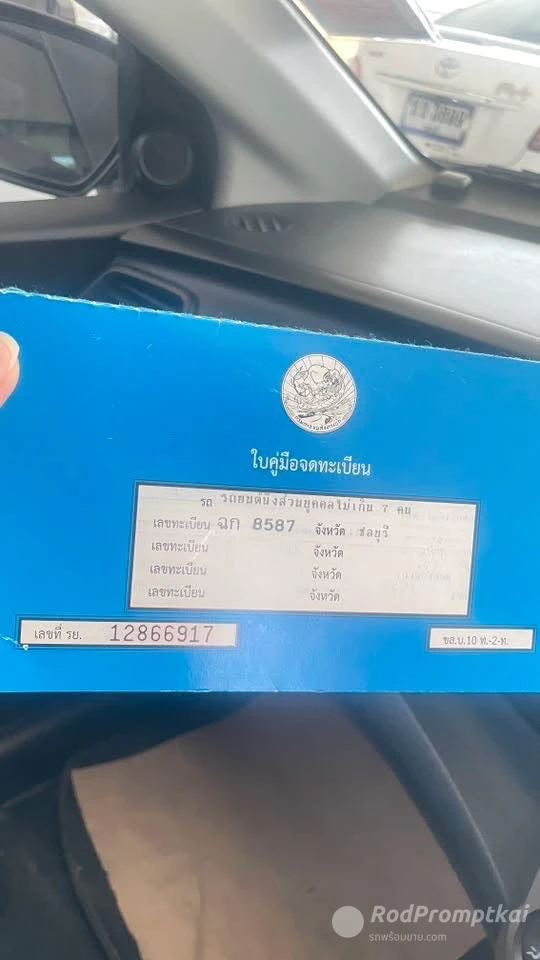 ใบคู่มือจดทะเบียน
รถ รถยนต์นั่งส่วนบุคคลไม่เกิน 7 คน
เลขทะเบียน ฉก 8587 จังหวัด ชลบุรี
เลขทะเบียน จังหวัด
เลขทะเบียน จังหวัด
เลขทะเบียน จังหวัด
เลขที่ รย. 12866917
ขส.บ.10 ท.-2-ท.
RodPromptkai
รถพร้อมขาย.com